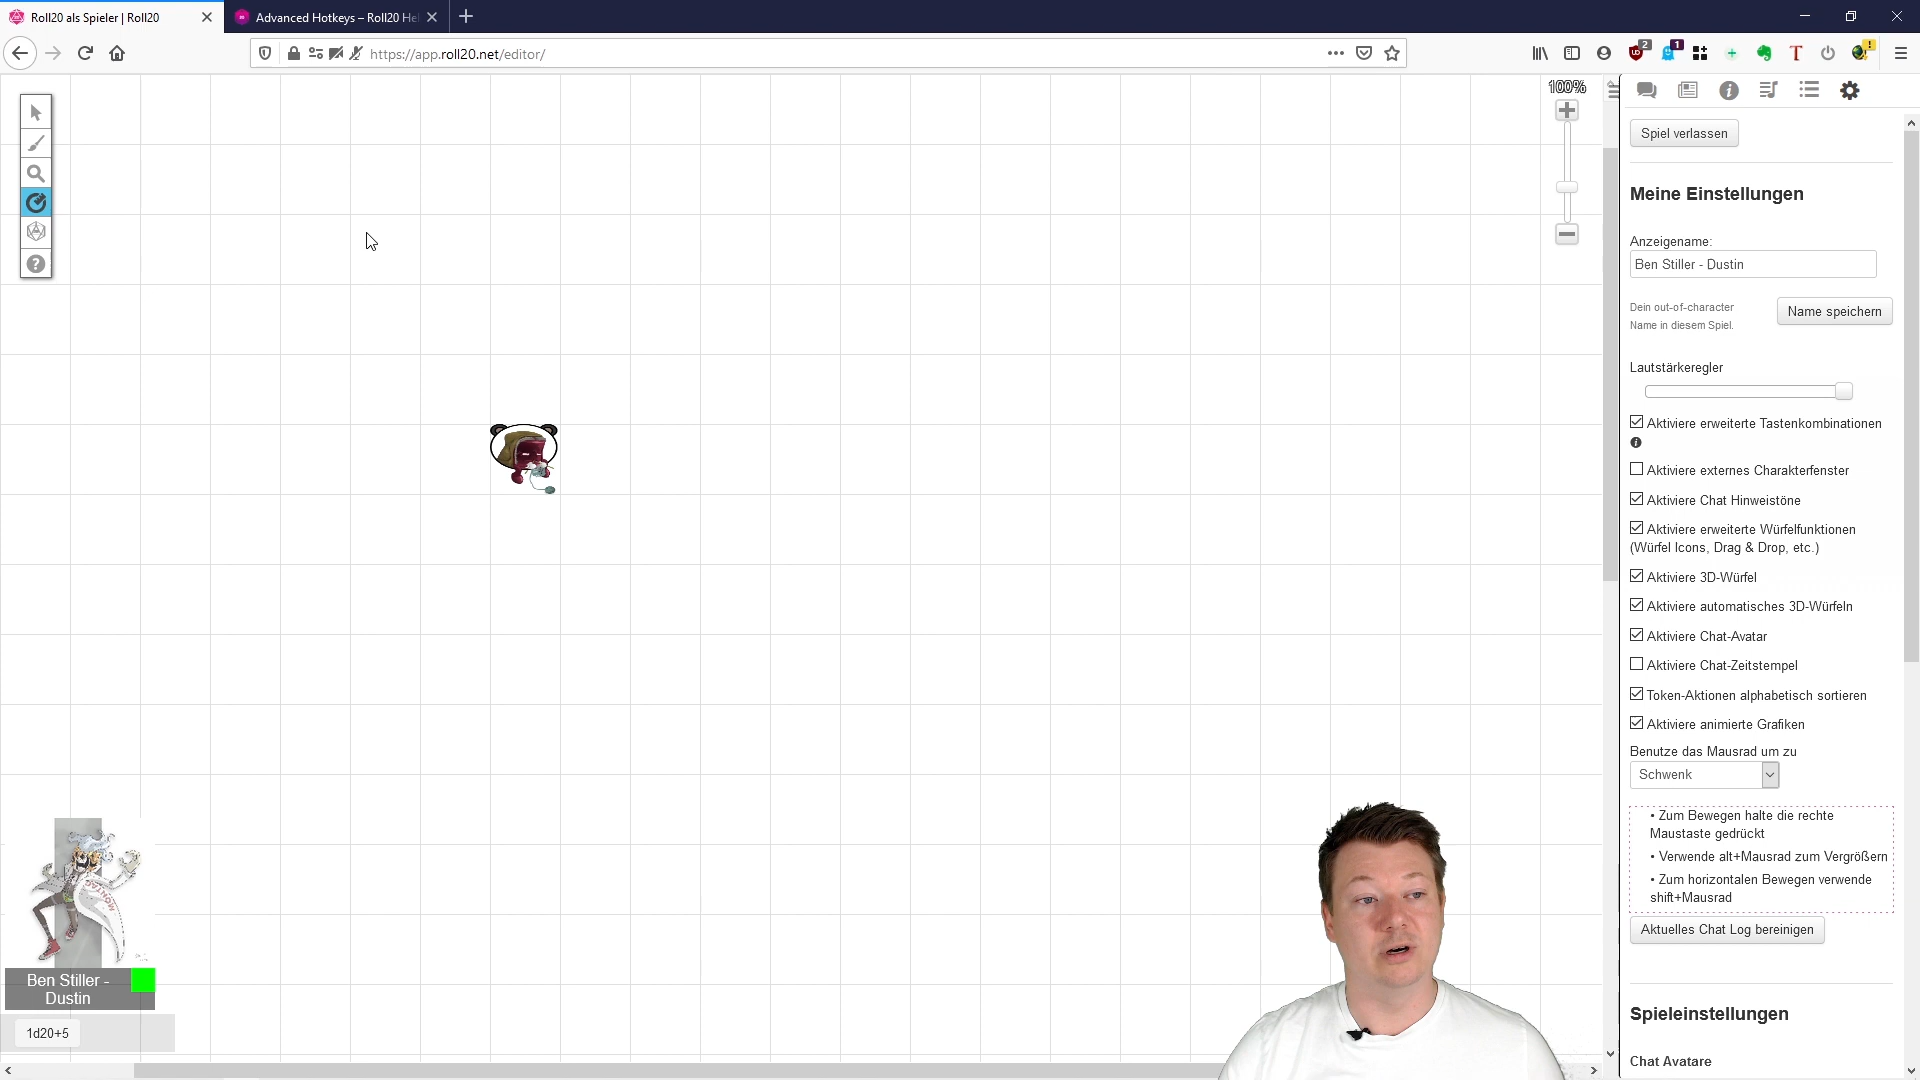 Roll20 als Spieler | Roll20
Advanced Hotkeys – Roll20 Hel
https://app.roll20.net/editor/
2
1
!
100%
Spiel verlassen
Meine Einstellungen
Anzeigename:
Ben Stiller - Dustin
Dein out-of-character
Name in diesem Spiel.
Name speichern
Lautstärkeregler
Aktiviere erweiterte Tastenkombinationen
Aktiviere externes Charakterfenster
Aktiviere Chat Hinweistöne
Aktiviere erweiterte Würfelfunktionen
(Würfel Icons, Drag & Drop, etc.)
Aktiviere 3D-Würfel
Aktiviere automatisches 3D-Würfeln
Aktiviere Chat-Avatar
Aktiviere Chat-Zeitstempel
Token-Aktionen alphabetisch sortieren
Aktiviere animierte Grafiken
Benutze das Mausrad um zu
Schwenk
• Zum Bewegen halte die rechte
Maustaste gedrückt
• Verwende alt+Mausrad zum Vergrößern
• Zum horizontalen Bewegen verwende
shift+Mausrad
Aktuelles Chat Log bereinigen
Spieleinstellungen
Chat Avatare
MONTAG
Ben Stiller -
Dustin
1d20+5